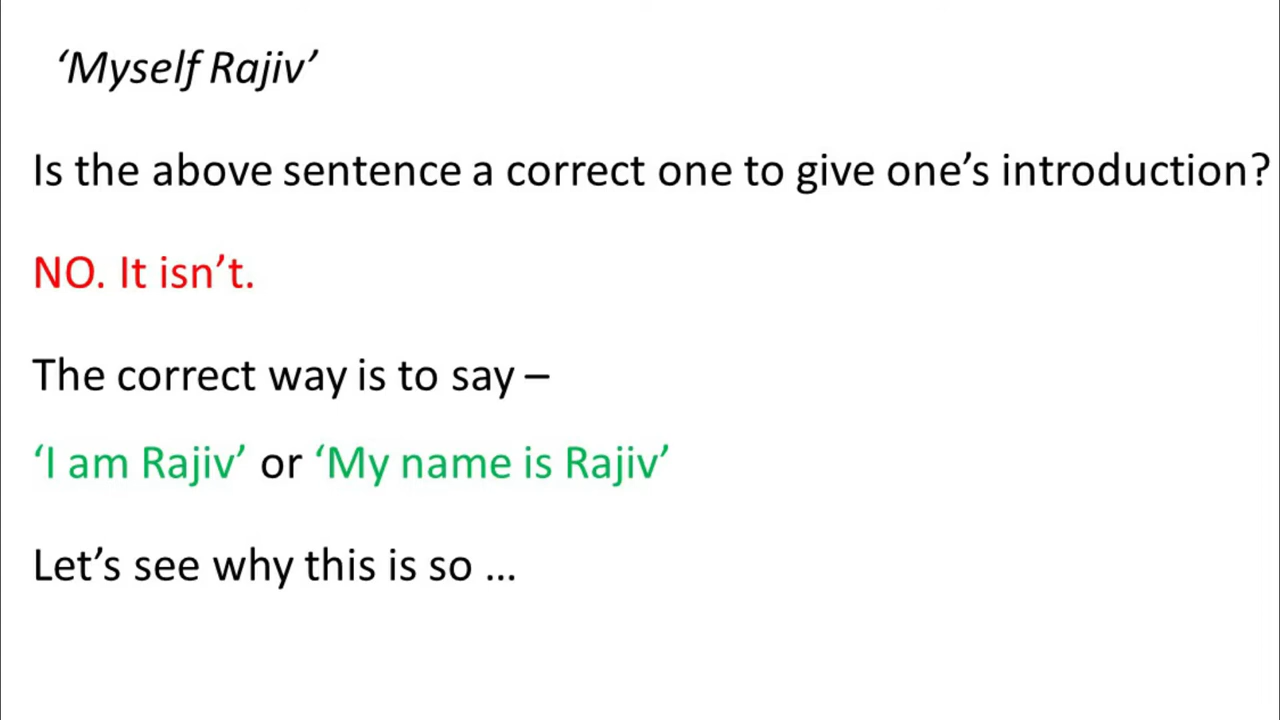 ‘Myself Rajiv’
Is the above sentence a correct one to give one’s introduction?
NO. It isn’t.
The correct way is to say –
‘I am Rajiv’ or ‘My name is Rajiv’
Let’s see why this is so …